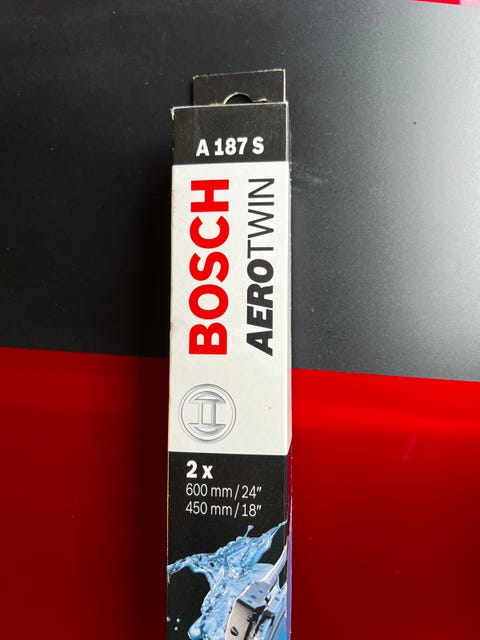 A 187 S
BOSCH
AEROTWIN
2 x
600 mm/24″
450 mm/18″